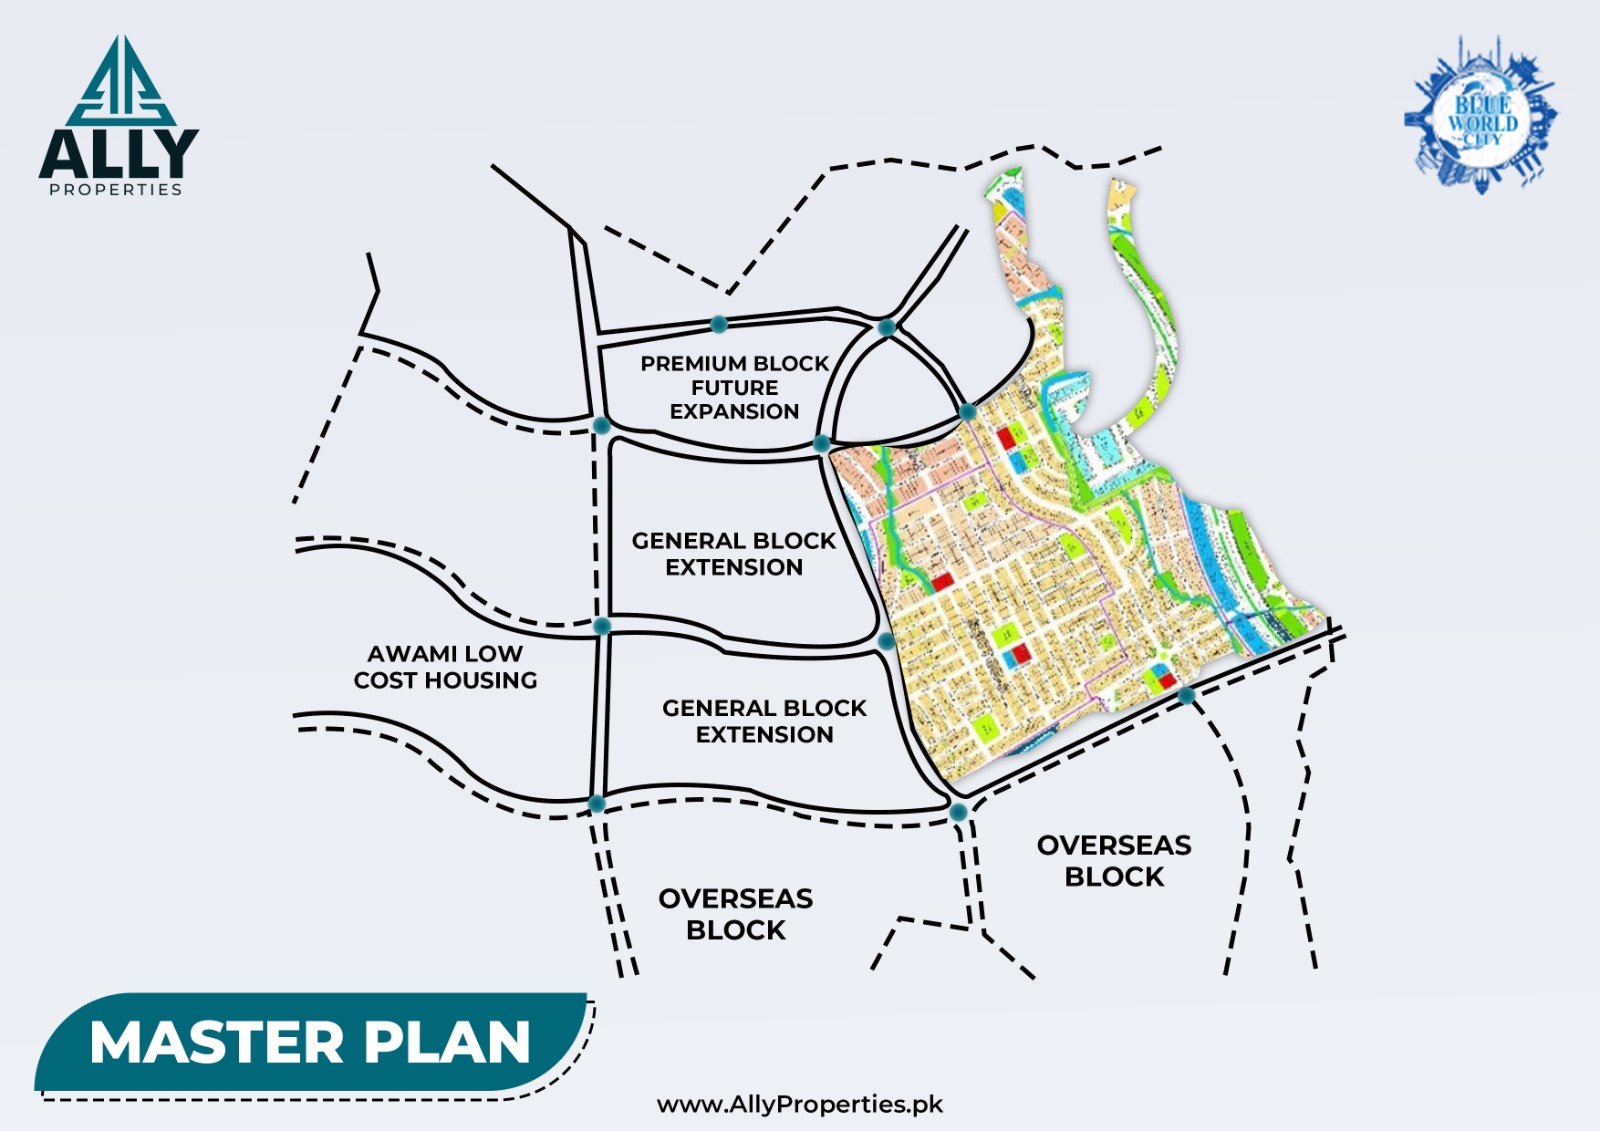 ALLY
PROPERTIES
BLUE
WORLD
CITY
PREMIUM BLOCK
FUTURE
EXPANSION
GENERAL BLOCK
EXTENSION
AWAMI LOW
COST HOUSING
GENERAL BLOCK
EXTENSION
OVERSEAS
BLOCK
OVERSEAS
BLOCK
MASTER PLAN
www.AllyProperties.pk